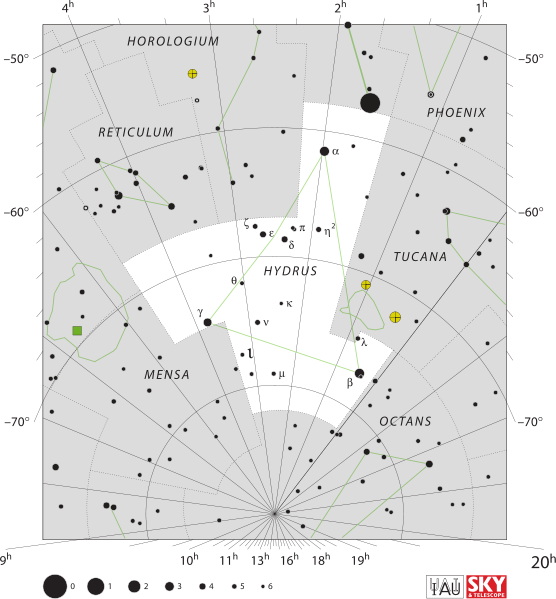 4h 3h 2h 1h
–50° –50°
HOROLOGIUM
PHOENIX
RETICULUM
α
–60° –60°
ζ ε π η2
δ
TUCANA
HYDRUS
θ
κ
γ ν
λ
ι
MENSA μ β
–70° OCTANS –70°
9h 10h 11h 13h 16h 18h 19h 20h
0 1 2 3 4 5 6
IAU SKY
& TELESCOPE